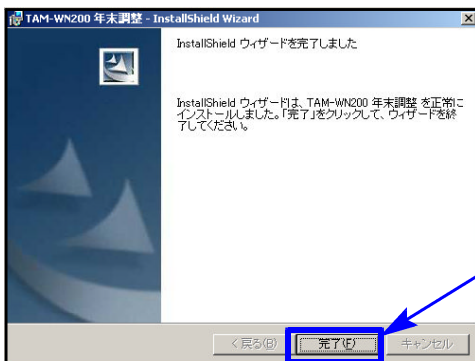 TAM-WN200 年末調整 - InstallShield Wizard
InstallShield ウィザードを完了しました
InstallShield ウィザードは、TAM-WN200 年末調整 を正常に
インストールしました。「完了」をクリックして、ウィザードを終
了してください。
< 戻る(B)
完了(F)
キャンセル